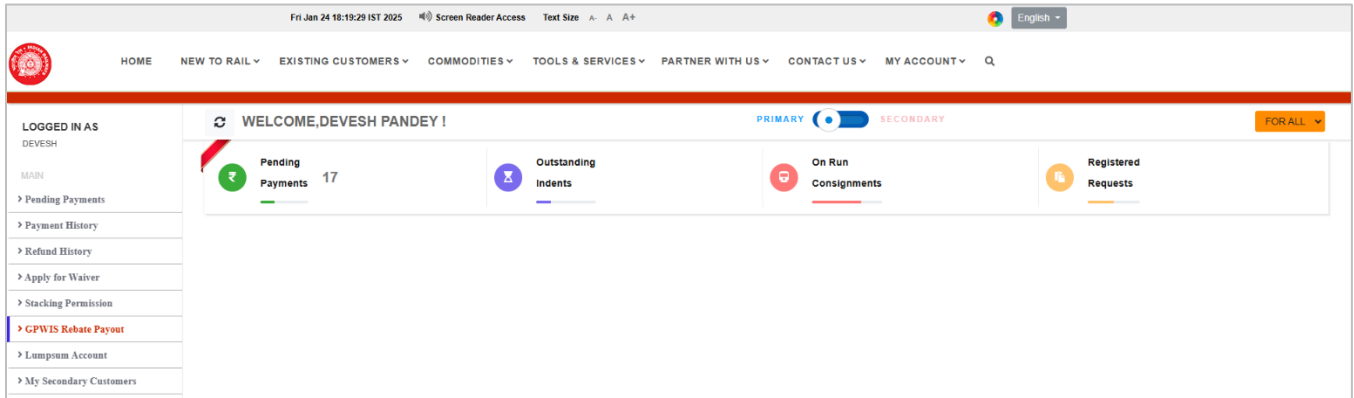 Fri Jan 24 18:19:29 IST 2025 Screen Reader Access Text Size A- A A+ English
HOME NEW TO RAIL EXISTING CUSTOMERS COMMODITIES TOOLS & SERVICES PARTNER WITH US CONTACT US MY ACCOUNT
LOGGED IN AS
DEVESH
WELCOME,DEVESH PANDEY !
PRIMARY SECONDARY
FOR ALL
MAIN
> Pending Payments
> Payment History
> Refund History
> Apply for Waiver
> Stacking Permission
> GPWIS Rebate Payout
> Lumpsum Account
> My Secondary Customers
₹
Pending
Payments 17
Outstanding
Indents
On Run
Consignments
Registered
Requests